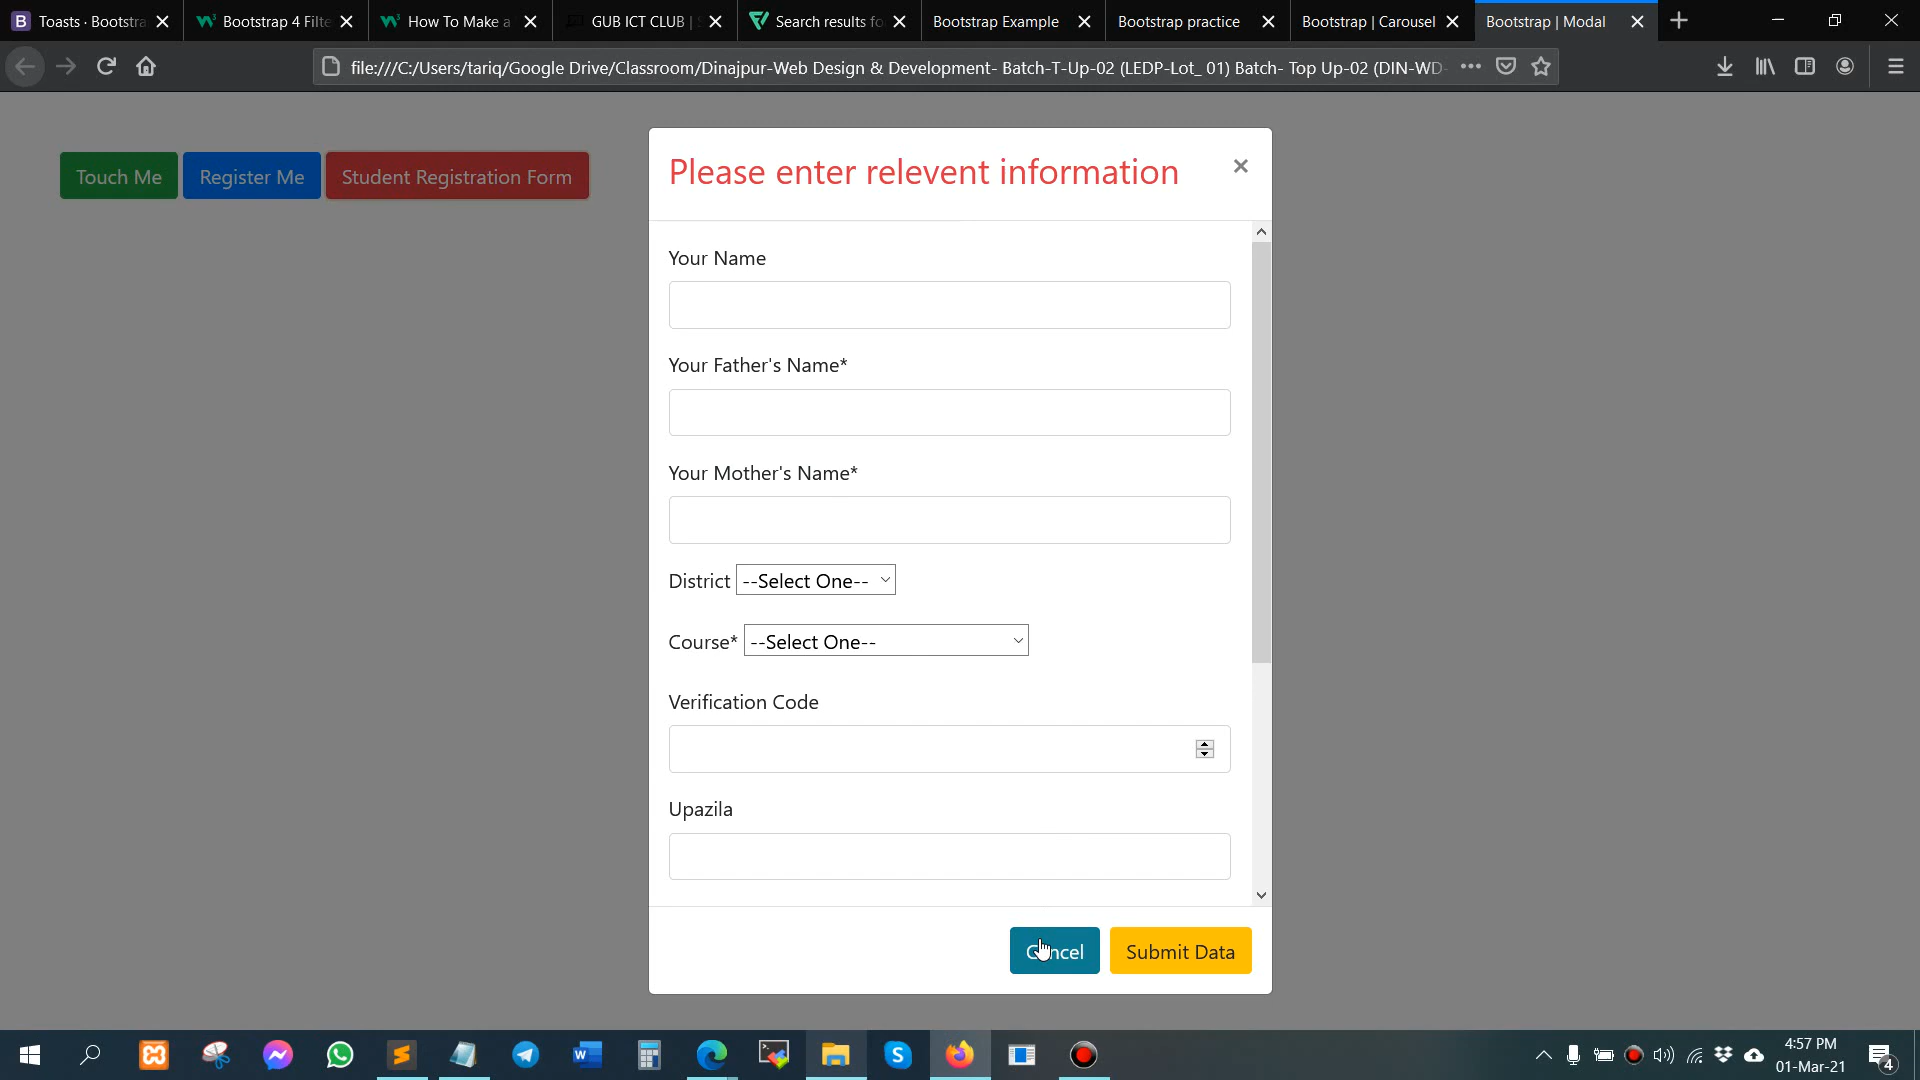 Toasts · Bootstra
Bootstrap 4 Filte
How To Make a
GUB ICT CLUB |
Search results fo
Bootstrap Example
Bootstrap practice
Bootstrap | Carousel
Bootstrap | Modal
file:///C:/Users/tariq/Google Drive/Classroom/Dinajpur-Web Design & Development- Batch-T-Up-02 (LEDP-Lot_ 01) Batch- Top Up-02 (DIN-WD-
Touch Me
Register Me
Student Registration Form
Please enter relevent information
Your Name
Your Father's Name*
Your Mother's Name*
District --Select One--
Course* --Select One--
Verification Code
Upazila
Cancel
Submit Data
4:57 PM
01-Mar-21
4